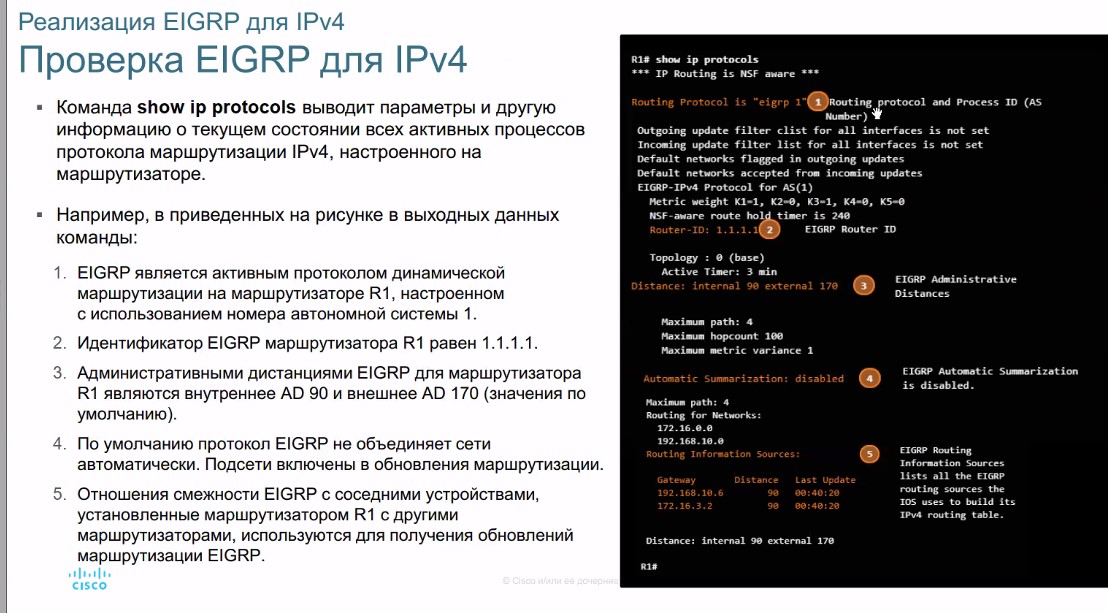 Реализация EIGRP для IPv4
Проверка EIGRP для IPv4
▪ Команда show ip protocols выводит параметры и другую
информацию о текущем состоянии всех активных процессов
протокола маршрутизации IPv4, настроенного на
маршрутизаторе.
▪ Например, в приведенных на рисунке в выходных данных
команды:
1. EIGRP является активным протоколом динамической
маршрутизации на маршрутизаторе R1, настроенном
с использованием номера автономной системы 1.
2. Идентификатор EIGRP маршрутизатора R1 равен 1.1.1.1.
3. Административными дистанциями EIGRP для маршрутизатора
R1 являются внутреннее AD 90 и внешнее AD 170 (значения по
умолчанию).
4. По умолчанию протокол EIGRP не объединяет сети
автоматически. Подсети включены в обновления маршрутизации.
5. Отношения смежности EIGRP с соседними устройствами,
установленные маршрутизатором R1 с другими
маршрутизаторами, используются для получения обновлений
маршрутизации EIGRP.
CISCO
© Cisco и/или ее дочерние
R1# show ip protocols
*** IP Routing is NSF aware ***
Routing Protocol is "eigrp 1" 1 Routing protocol and Process ID (AS
Number)
Outgoing update filter clist for all interfaces is not set
Incoming update filter list for all interfaces is not set
Default networks flagged in outgoing updates
Default networks accepted from incoming updates
EIGRP-IPv4 Protocol for AS(1)
Metric weight K1=1, K2=0, K3=1, K4=0, K5=0
NSF-aware route hold timer is 240
Router-ID: 1.1.1.1 2 EIGRP Router ID
Topology : 0 (base)
Active Timer: 3 min
Distance: internal 90 external 170 3 EIGRP Administrative
Distances
Maximum path: 4
Maximum hopcount 100
Maximum metric variance 1
Automatic Summarization: disabled 4 EIGRP Automatic Summarization
is disabled.
Maximum path: 4
Routing for Networks:
172.16.0.0
192.168.10.0
Routing Information Sources: 5 EIGRP Routing
Information Sources
lists all the EIGRP
routing sources the
IOS uses to build its
IPv4 routing table.
Gateway Distance Last Update
192.168.10.6 90 00:40:20
172.16.3.2 90 00:40:20
Distance: internal 90 external 170
R1#